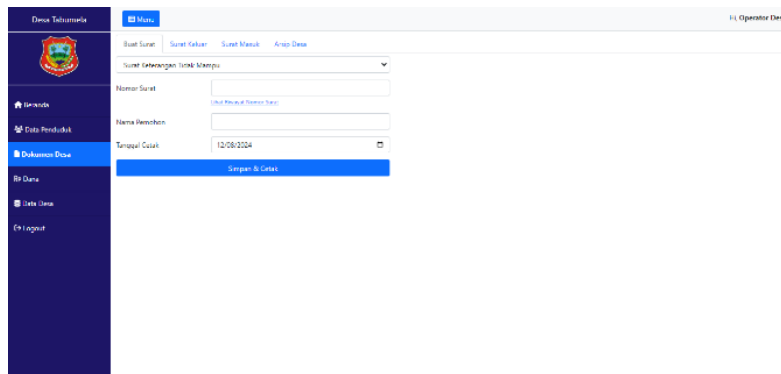 Desa Tabumela
Menu
Hi, Operator Des
Buat Surat Surat Keluar Surat Masuk Arsip Desa
Surat Keterangan Tidak Mampu
Nomor Surat
Lihat Riwayat Nomor Surat
Beranda
Nama Pemohon
Data Penduduk
Tanggal Cetak 12/08/2024
Dokumen Desa
Simpan & Cetak
Rp Dana
Data Desa
Logout